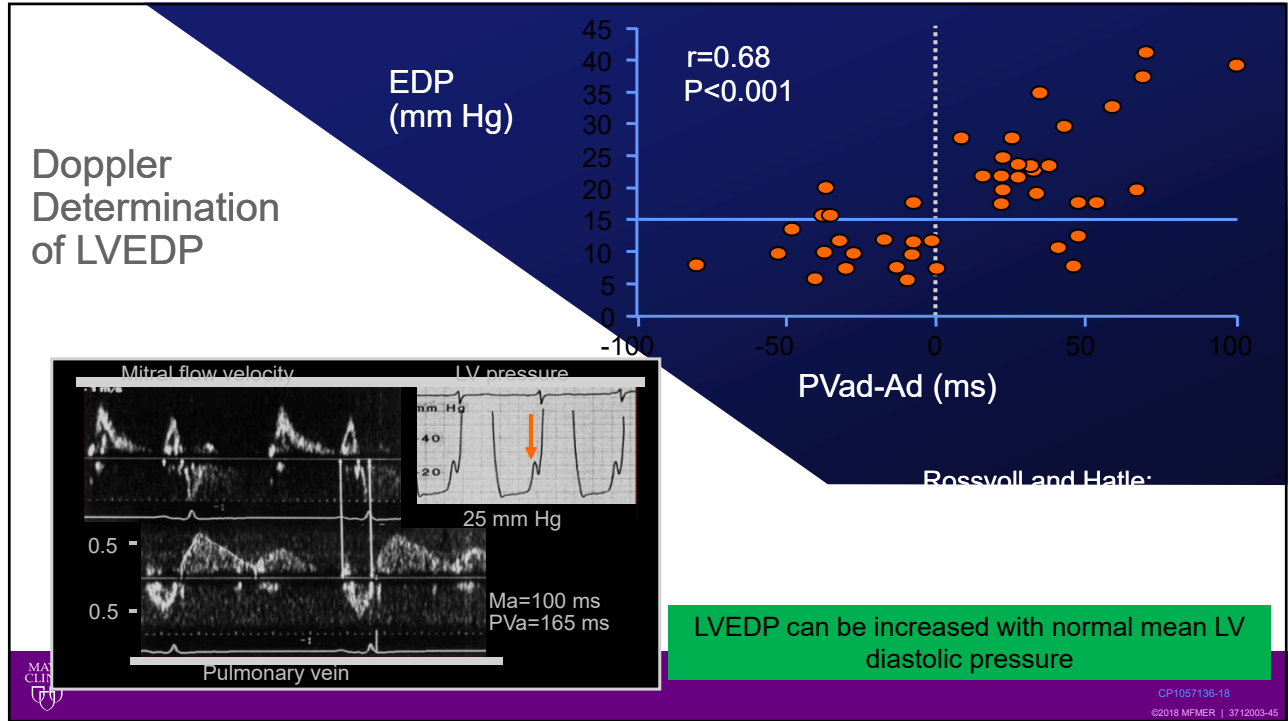 Doppler
Determination
of LVEDP
EDP
(mm Hg)
r=0.68
P<0.001
45
40
35
30
25
20
15
10
5
0
-100
-50
0
50
100
PVad-Ad (ms)
Rossvoll and Hatle:
Mitral flow velocity
LV pressure
mm Hg
40
20
25 mm Hg
0.5
0.5
Ma=100 ms
PVa=165 ms
Pulmonary vein
LVEDP can be increased with normal mean LV
diastolic pressure
CP1057136-18
©2018 MFMER | 3712003-45